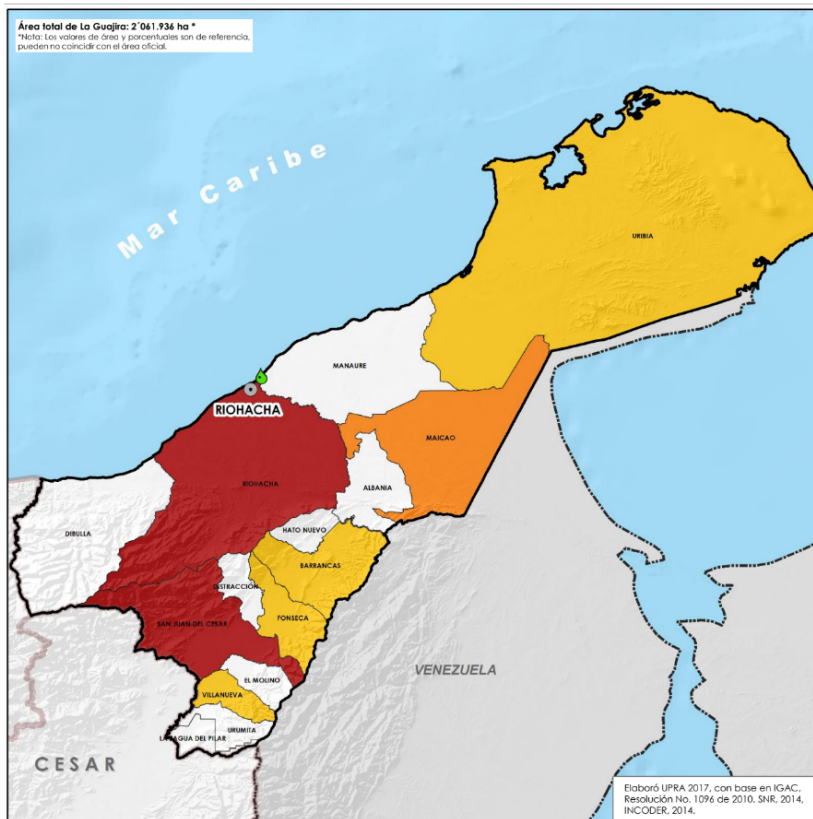 Área total de La Guajira: 2´061.936 ha *
*Nota: Los valores de área y porcentuales son de referencia,
pueden no coincidir con el área oficial.
Mar Caribe
URIBIA
MANAURE
RIOHACHA
MAICAO
RIOHACHA
ALBANIA
DIBULLA
HATO NUEVO
BARRANCAS
DISTRACCIÓN
FONSECA
SAN JUAN DEL CESAR
VENEZUELA
EL MOLINO
VILLANUEVA
URUMITA
LA JAGUA DEL PILAR
CESAR
Elaboró UPRA 2017, con base en IGAC,
Resolución No. 1096 de 2010. SNR, 2014,
INCODER, 2014.